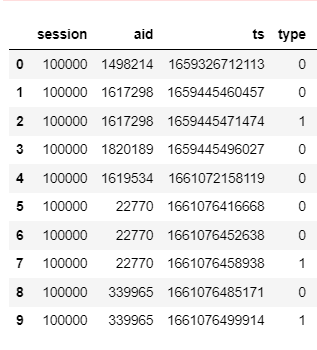 session aid ts type
0 100000 1498214 1659326712113 0
1 100000 1617298 1659445460457 0
2 100000 1617298 1659445471474 1
3 100000 1820189 1659445496027 0
4 100000 1619534 1661072158119 0
5 100000 22770 1661076416668 0
6 100000 22770 1661076452638 0
7 100000 22770 1661076458938 1
8 100000 339965 1661076485171 0
9 100000 339965 1661076499914 1